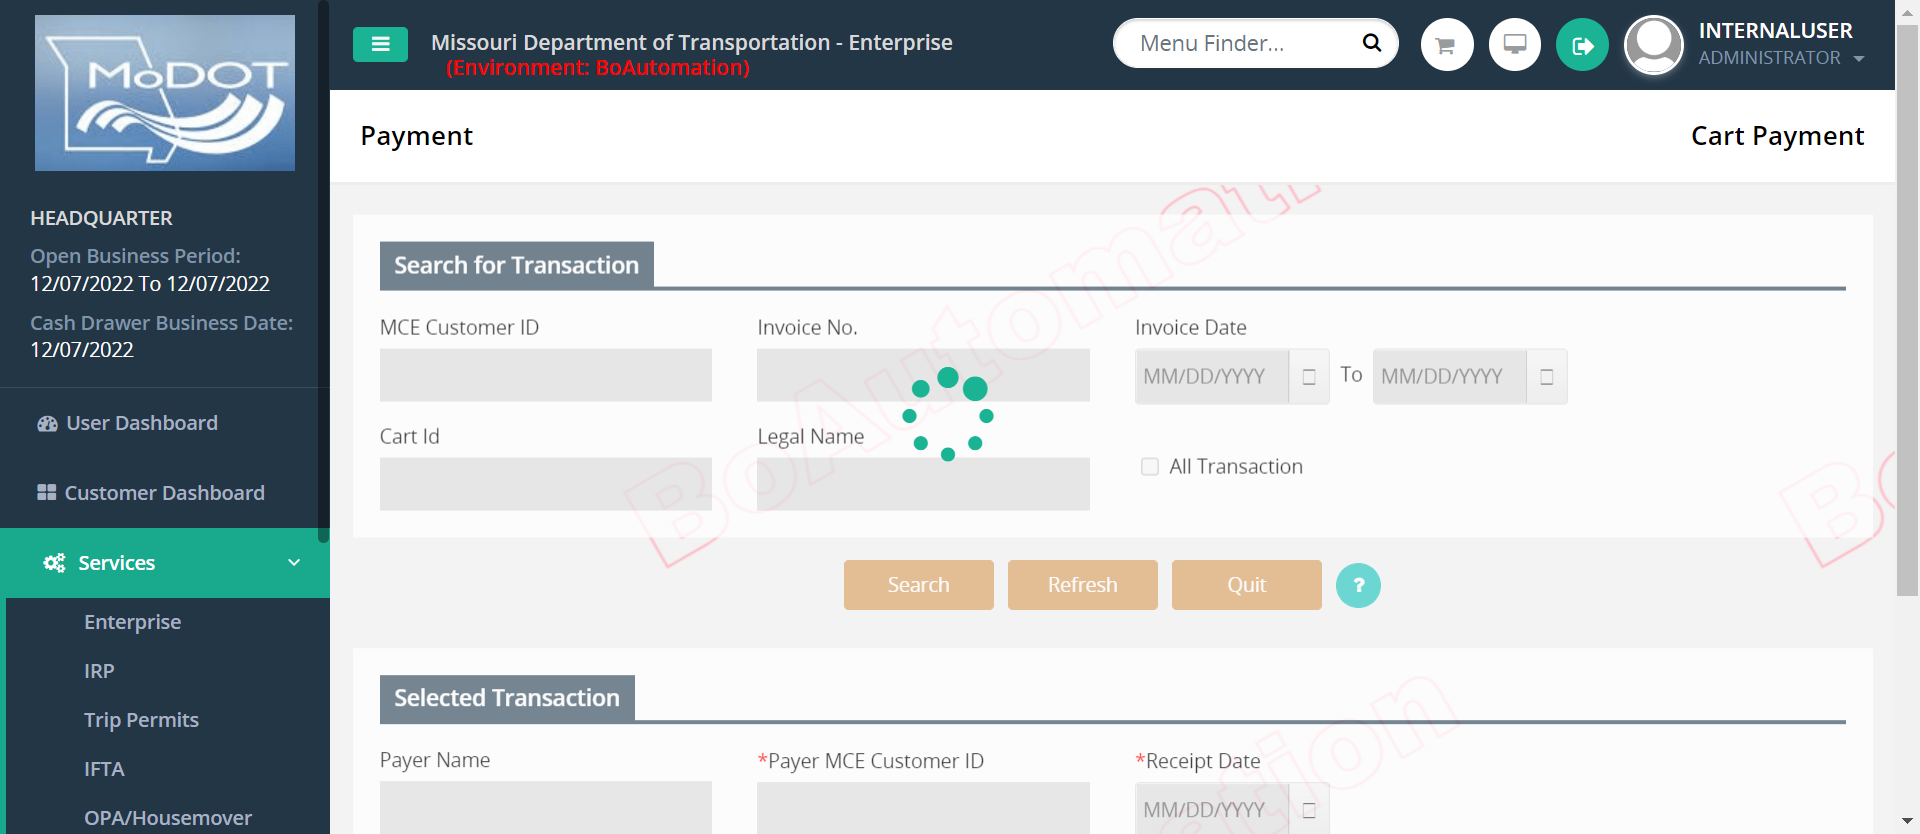 MoDOT
Missouri Department of Transportation - Enterprise
(Environment: BoAutomation)
Menu Finder...
INTERNALUSER
ADMINISTRATOR
Payment
Cart Payment
HEADQUARTER
Open Business Period:
12/07/2022 To 12/07/2022
Cash Drawer Business Date:
12/07/2022
User Dashboard
Customer Dashboard
Services
Enterprise
IRP
Trip Permits
IFTA
OPA/Housemover
Search for Transaction
MCE Customer ID
Invoice No.
Invoice Date
MM/DD/YYYY
To
MM/DD/YYYY
Cart Id
Legal Name
All Transaction
Search
Refresh
Quit
?
Selected Transaction
Payer Name
*Payer MCE Customer ID
*Receipt Date
MM/DD/YYYY
BoAutomati
Bo
ation